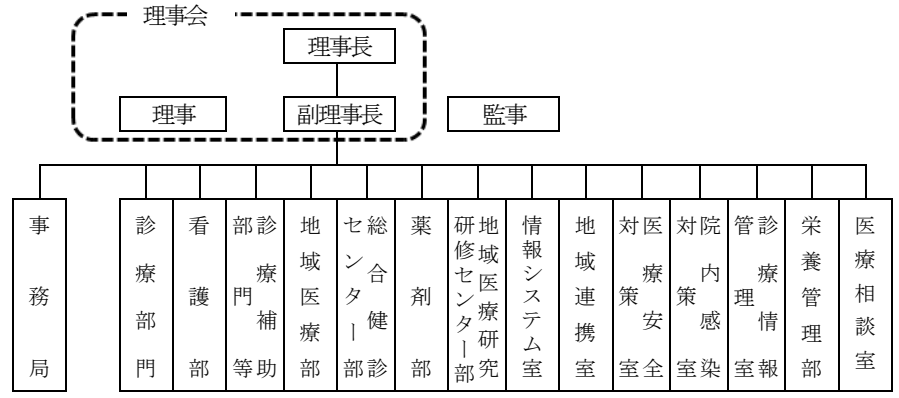 理事会
理事長
理事
副理事長
監事
事務局
診療部門
看護部
診療補助
部門等
地域医療部
総合健診
センター部
薬剤部
地域医療研究
研修センター部
情報システム室
地域連携室
医療安全
対策室
院内感染
対策室
診療情報
管理室
栄養管理部
医療相談室